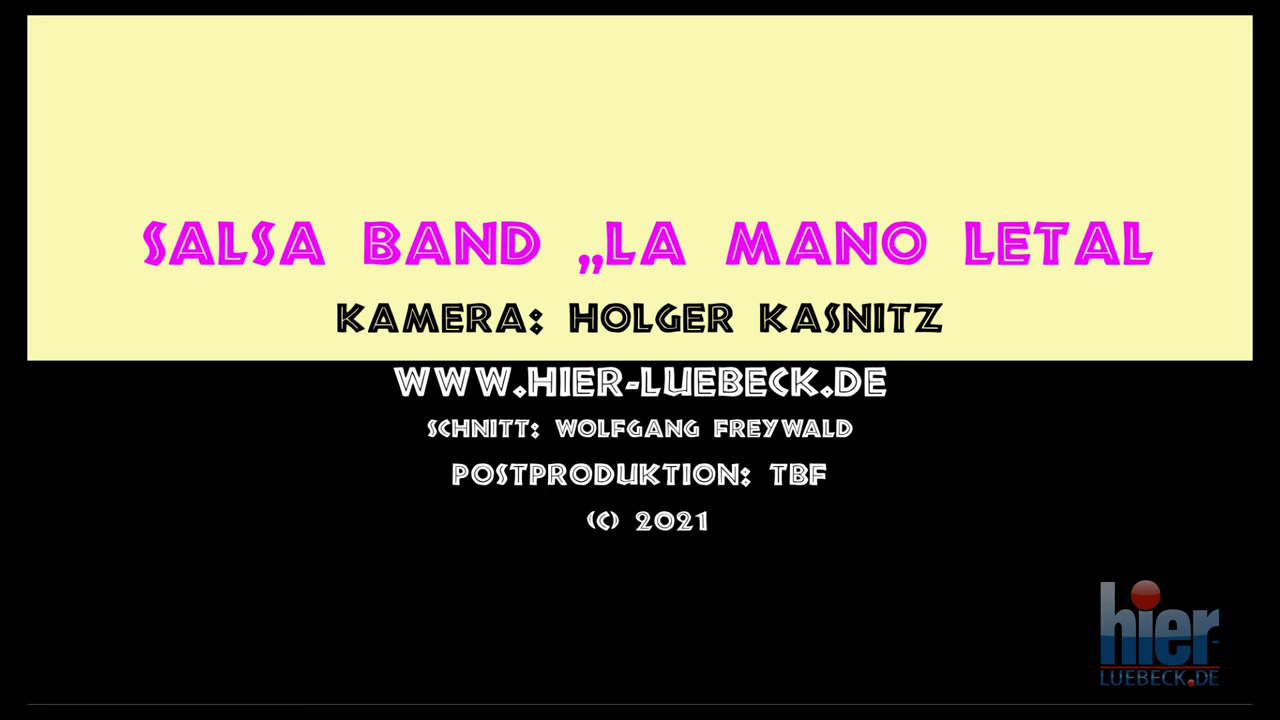 SALSA BAND „LA MANO LETAL
KAMERA: HOLGER KASNITZ
WWW.HIER-LUEBECK.DE
SCHNITT: WOLFGANG FREYWALD
POSTPRODUKTION: TBF
(C) 2021
hier-
LUEBECK.DE